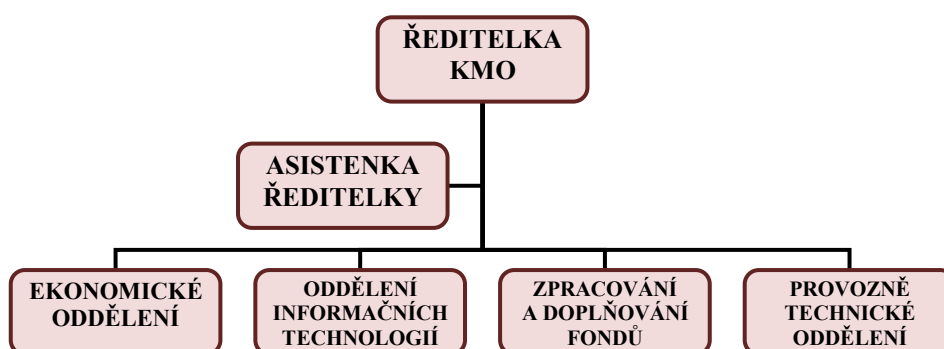 ŘEDITELKA
KMO
ASISTENKA
ŘEDITELKY
EKONOMICKÉ
ODDĚLENÍ
ODDĚLENÍ
INFORMAČNÍCH
TECHNOLOGIÍ
ZPRACOVÁNÍ
A DOPLŇOVÁNÍ
FONDŮ
PROVOZNĚ
TECHNICKÉ
ODDĚLENÍ